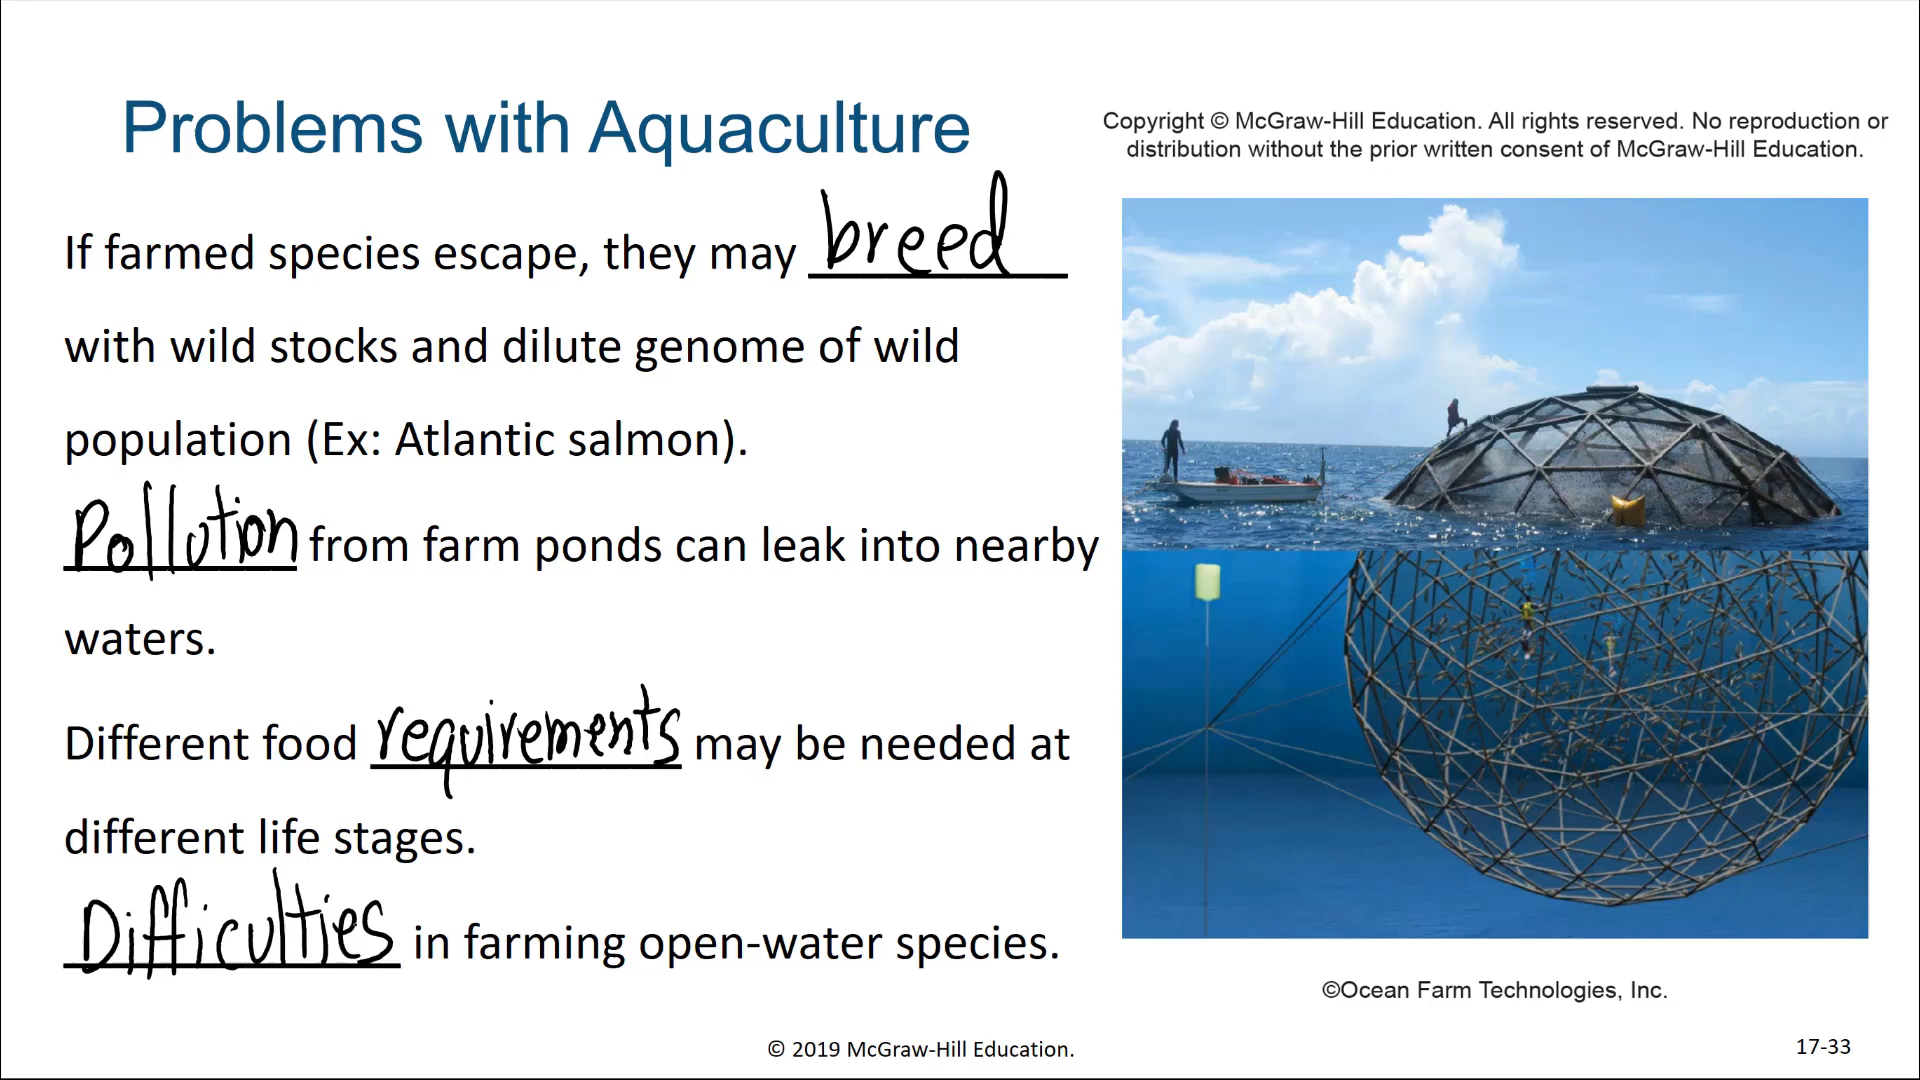 Problems with Aquaculture
Copyright © McGraw-Hill Education. All rights reserved. No reproduction or
distribution without the prior written consent of McGraw-Hill Education.
If farmed species escape, they may breed
with wild stocks and dilute genome of wild
population (Ex: Atlantic salmon).
Pollution from farm ponds can leak into nearby
waters.
Different food requirements may be needed at
different life stages.
Difficulties in farming open-water species.
©Ocean Farm Technologies, Inc.
© 2019 McGraw-Hill Education.
17-33